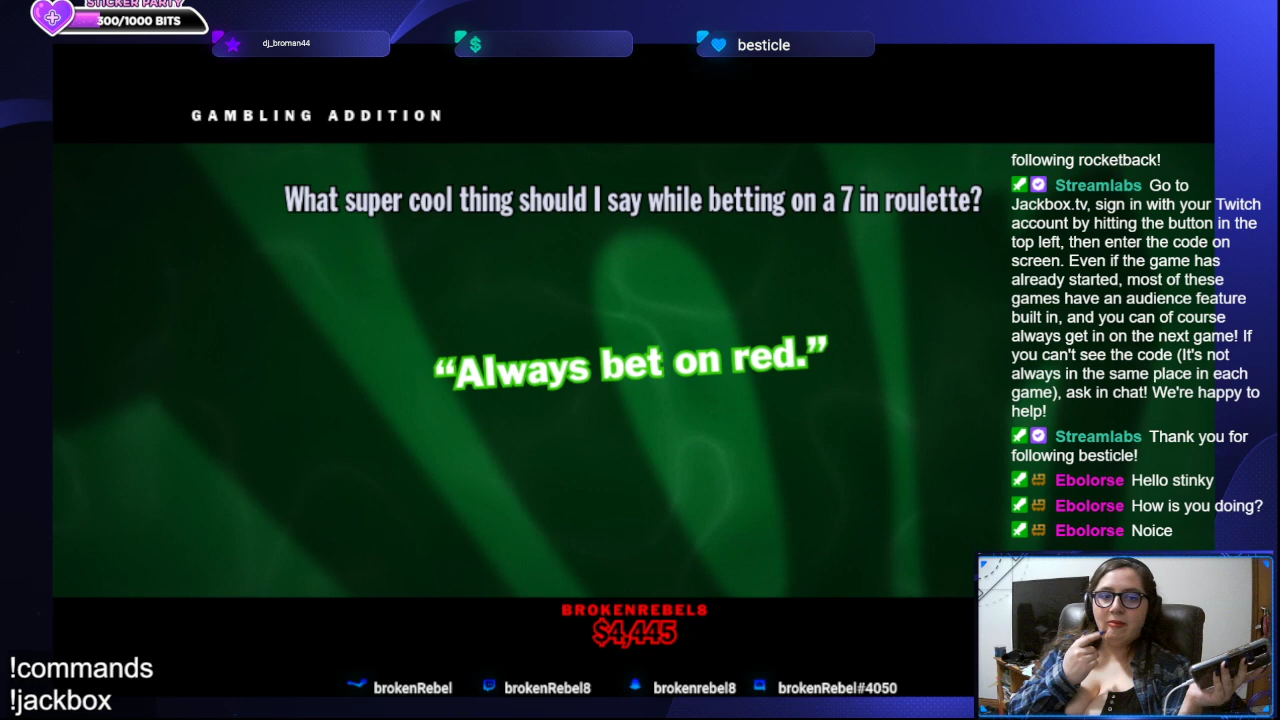 STICKER PARTY
300/1000 BITS
dj_broman44
$
besticle
GAMBLING ADDITION
What super cool thing should I say while betting on a 7 in roulette?
“Always bet on red.”
BROKENREBEL8
$4,445
!commands
!jackbox
brokenRebel
brokenRebel8
brokenrebel8
brokenRebel#4050
following rocketback!
Streamlabs Go to
Jackbox.tv, sign in with your Twitch
account by hitting the button in the
top left, then enter the code on
screen. Even if the game has
already started, most of these
games have an audience feature
built in, and you can of course
always get in on the next game! If
you can't see the code (It's not
always in the same place in each
game), ask in chat! We're happy to
help!
Streamlabs Thank you for
following besticle!
Ebolorse Hello stinky
Ebolorse How is you doing?
Ebolorse Noice